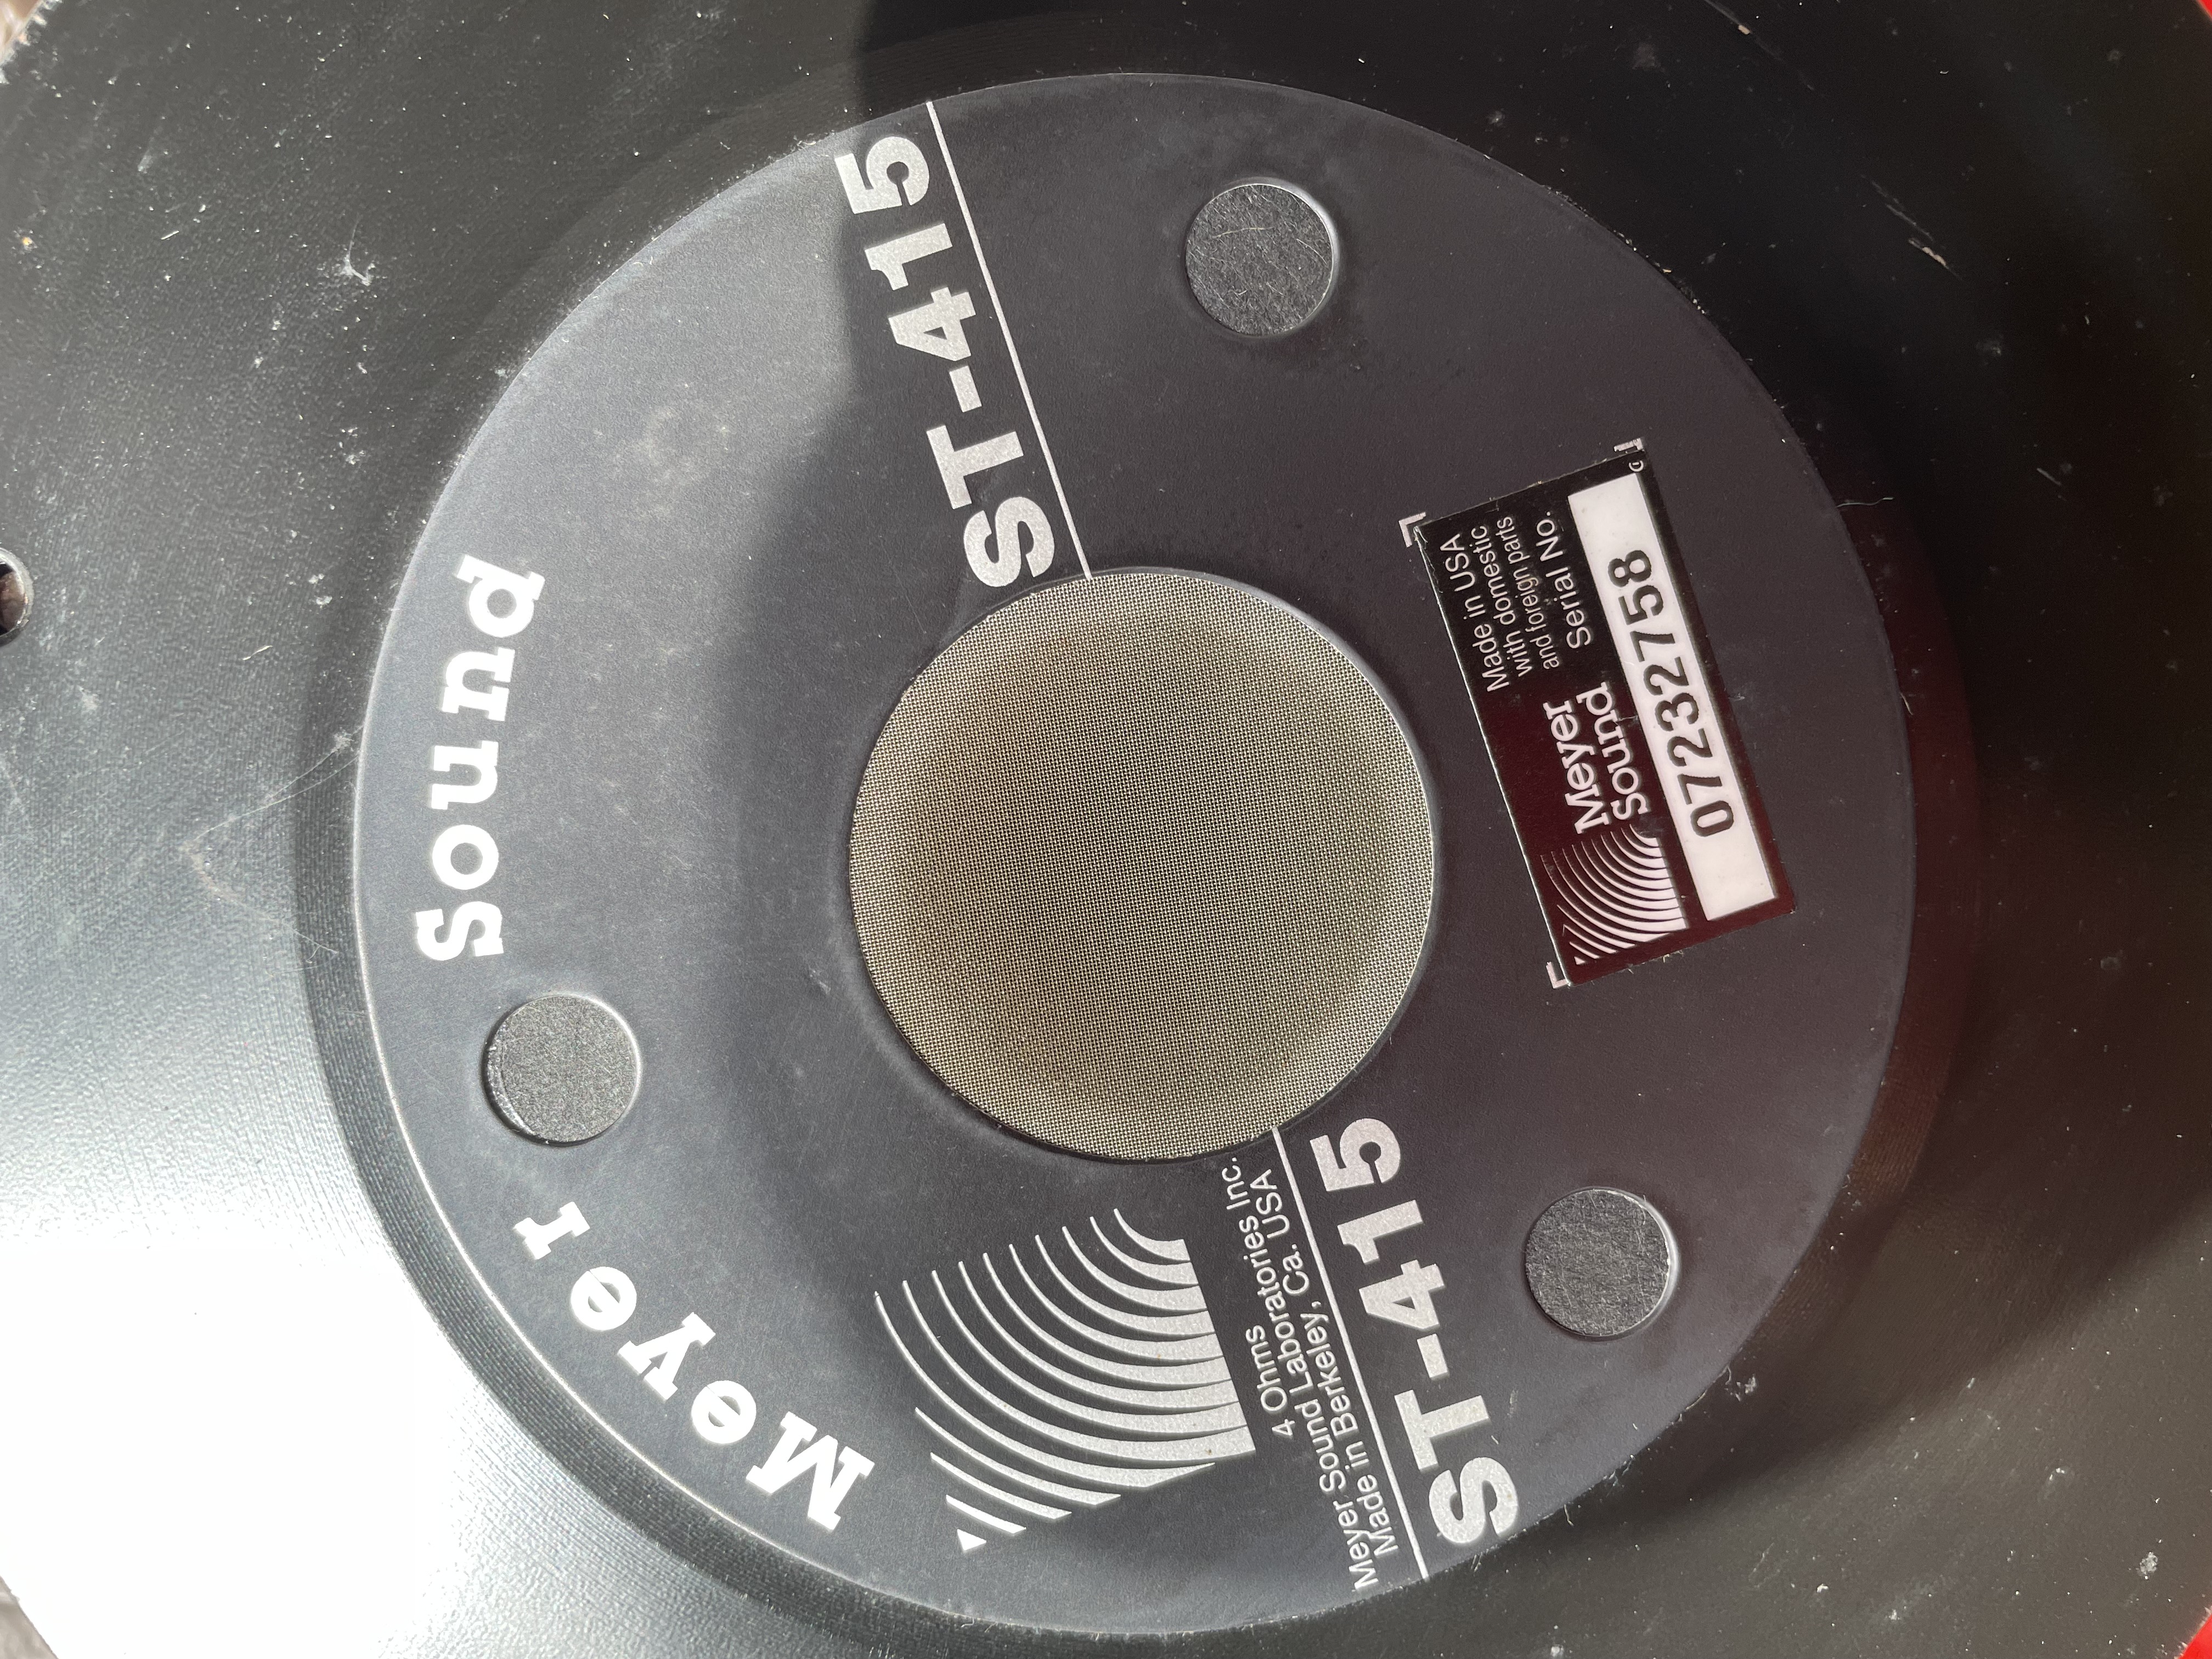 Meyer Sound
ST-415
4 Ohms
Meyer Sound Laboratories Inc.
Made in Berkeley, Ca. USA
ST-415
Made in USA
with domestic
and foreign parts
Meyer
Sound
Serial No.
072332758